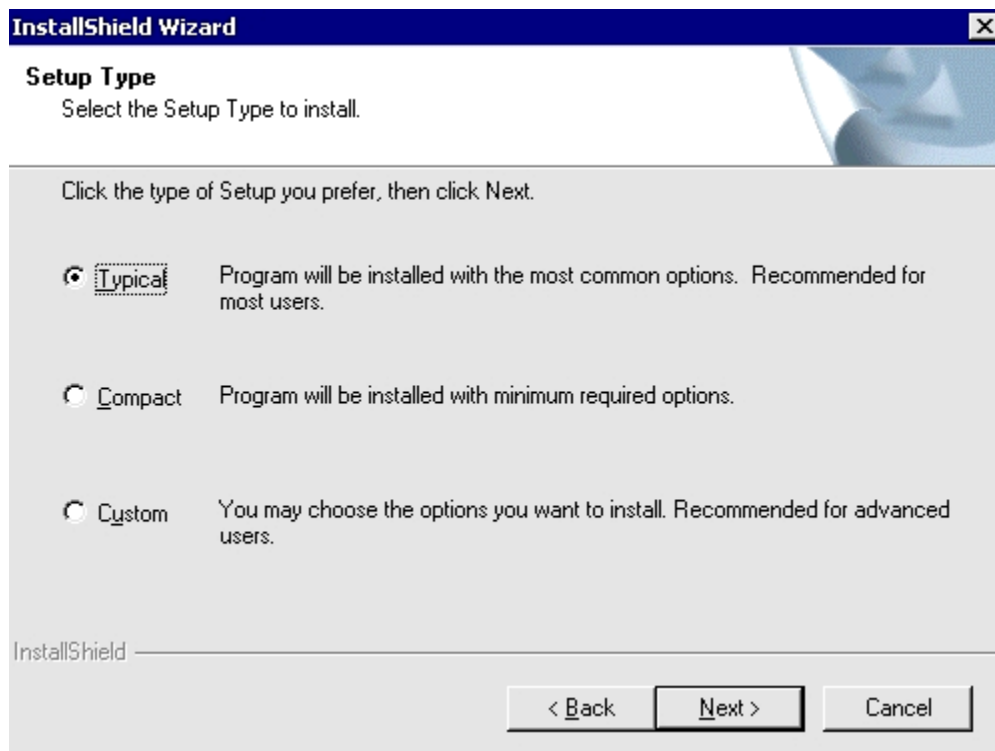 InstallShield Wizard
Setup Type
Select the Setup Type to install.
Click the type of Setup you prefer, then click Next.
Typical
Program will be installed with the most common options.  Recommended for
most users.
Compact
Program will be installed with minimum required options.
Custom
You may choose the options you want to install. Recommended for advanced
users.
InstallShield
< Back
Next >
Cancel